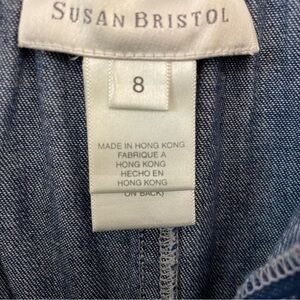 SUSAN BRISTOL
8
MADE IN HONG KONG
FABRIQUE A
HONG KONG
HECHO EN
HONG KONG
ON BACK)